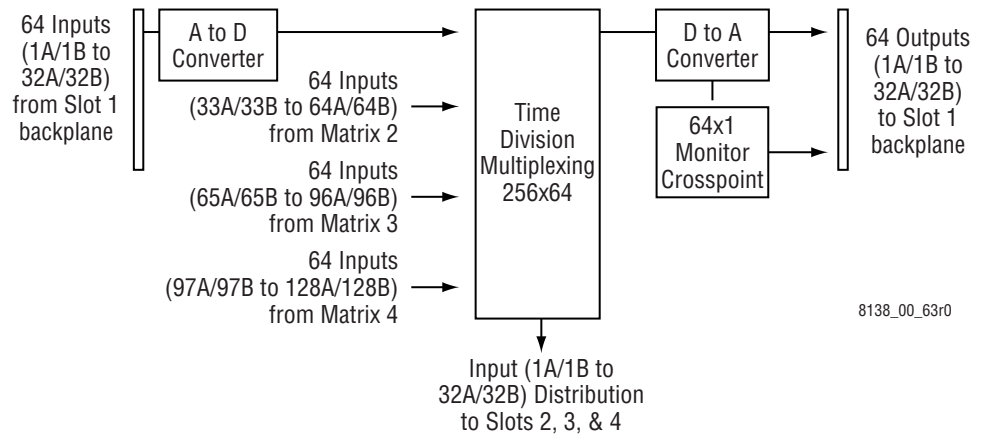 64 Inputs
(1A/1B to
32A/32B)
from Slot 1
backplane
A to D
Converter
64 Inputs
(33A/33B to 64A/64B)
from Matrix 2
64 Inputs
(65A/65B to 96A/96B)
from Matrix 3
64 Inputs
(97A/97B to 128A/128B)
from Matrix 4
Time
Division
Multiplexing
256x64
Input (1A/1B to
32A/32B) Distribution
to Slots 2, 3, & 4
D to A
Converter
64x1
Monitor
Crosspoint
64 Outputs
(1A/1B to
32A/32B)
to Slot 1
backplane
8138_00_63r0